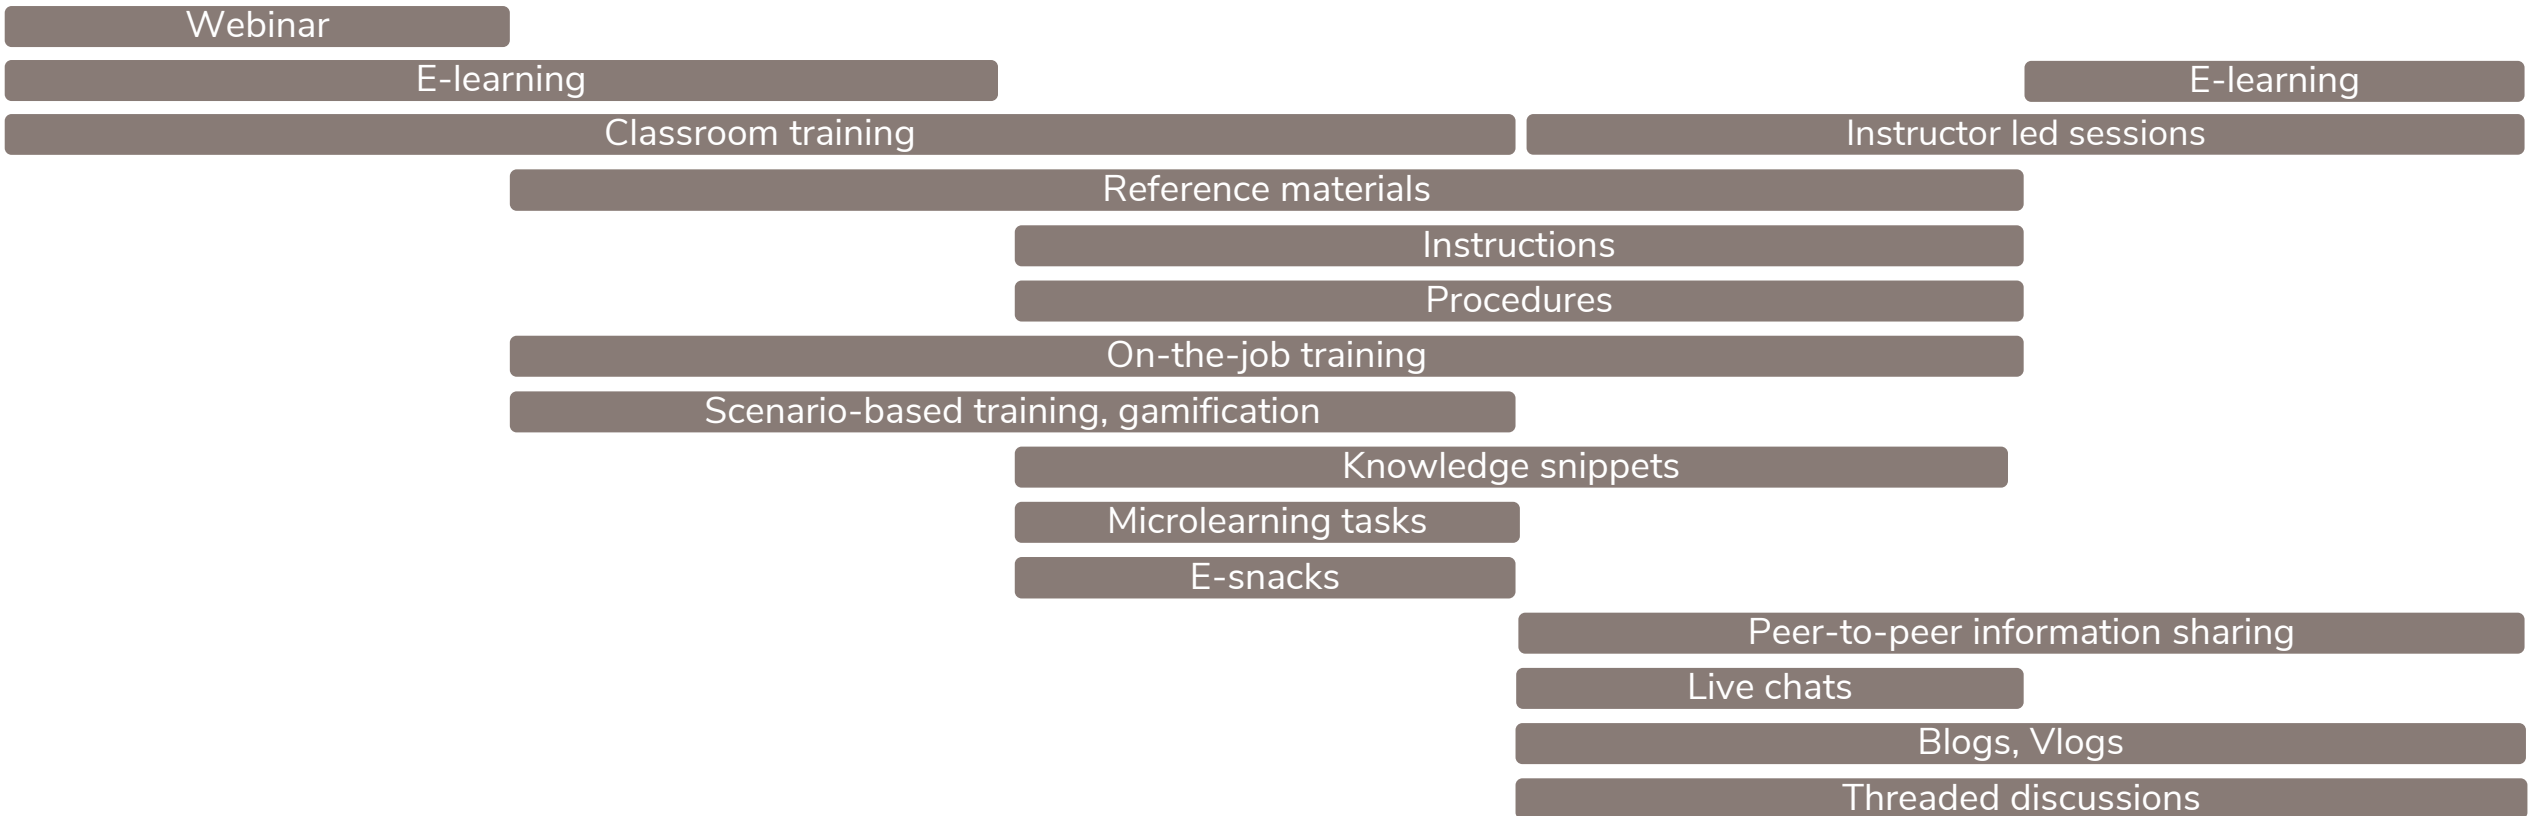 Webinar
E-learning
E-learning
Classroom training
Instructor led sessions
Reference materials
Instructions
Procedures
On-the-job training
Scenario-based training, gamification
Knowledge snippets
Microlearning tasks
E-snacks
Peer-to-peer information sharing
Live chats
Blogs, Vlogs
Threaded discussions